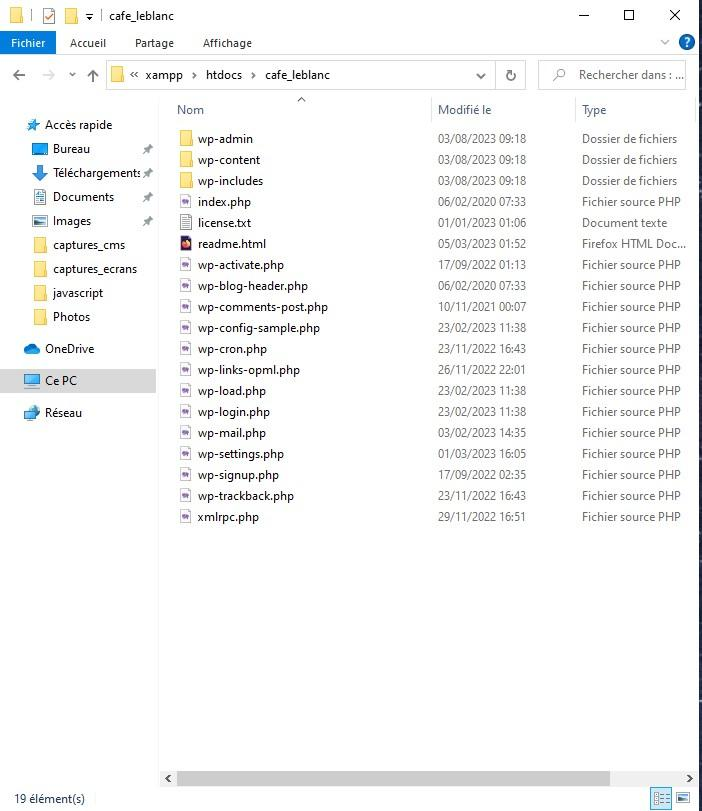 cafe_leblanc
Fichier Accueil Partage Affichage
« xampp > htdocs > cafe_leblanc Rechercher dans : ...
Nom Modifié le Type
Accès rapide
Bureau
Téléchargements
Documents
Images
captures_cms
captures_ecrans
javascript
Photos
OneDrive
Ce PC
Réseau
wp-admin 03/08/2023 09:18 Dossier de fichiers
wp-content 03/08/2023 09:18 Dossier de fichiers
wp-includes 03/08/2023 09:18 Dossier de fichiers
index.php 06/02/2020 07:33 Fichier source PHP
license.txt 01/01/2023 01:06 Document texte
readme.html 05/03/2023 01:52 Firefox HTML Doc...
wp-activate.php 17/09/2022 01:13 Fichier source PHP
wp-blog-header.php 06/02/2020 07:33 Fichier source PHP
wp-comments-post.php 10/11/2021 00:07 Fichier source PHP
wp-config-sample.php 23/02/2023 11:38 Fichier source PHP
wp-cron.php 23/11/2022 16:43 Fichier source PHP
wp-links-opml.php 26/11/2022 22:01 Fichier source PHP
wp-load.php 23/02/2023 11:38 Fichier source PHP
wp-login.php 23/02/2023 11:38 Fichier source PHP
wp-mail.php 03/02/2023 14:35 Fichier source PHP
wp-settings.php 01/03/2023 16:05 Fichier source PHP
wp-signup.php 17/09/2022 02:35 Fichier source PHP
wp-trackback.php 23/11/2022 16:43 Fichier source PHP
xmlrpc.php 29/11/2022 16:51 Fichier source PHP
19 élément(s)